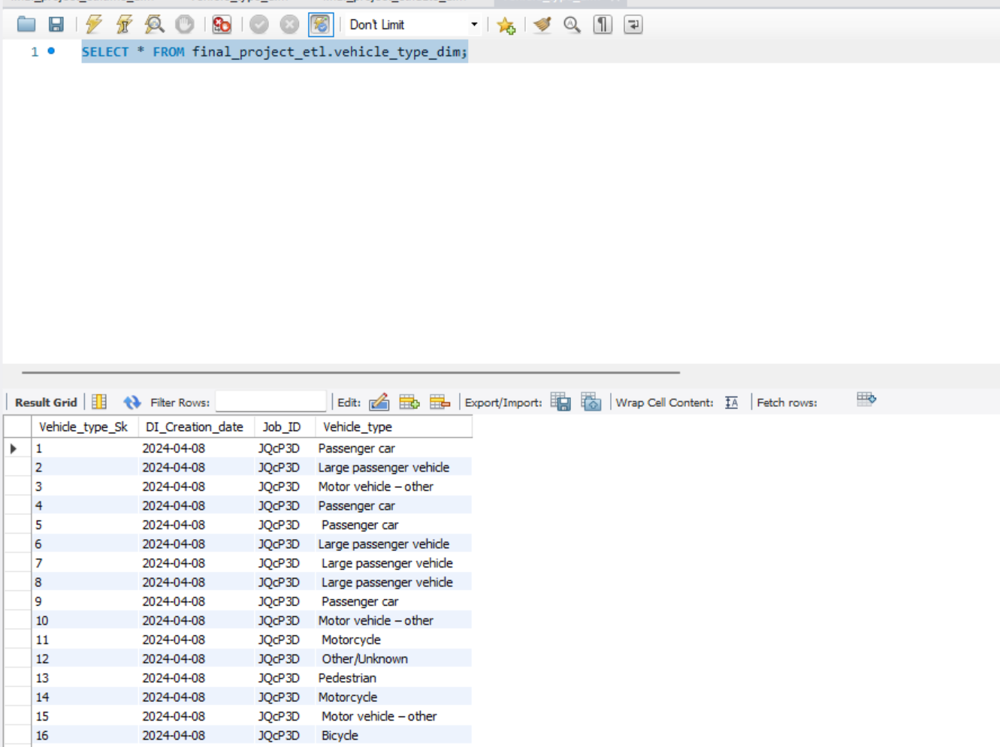 Don't Limit
1 SELECT * FROM final_project_etl.vehicle_type_dim;
Result Grid Filter Rows: Edit: Export/Import: Wrap Cell Content: Fetch rows:
Vehicle_type_Sk DI_Creation_date Job_ID Vehicle_type
1 2024-04-08 JQcP3D Passenger car
2 2024-04-08 JQcP3D Large passenger vehicle
3 2024-04-08 JQcP3D Motor vehicle – other
4 2024-04-08 JQcP3D Passenger car
5 2024-04-08 JQcP3D Passenger car
6 2024-04-08 JQcP3D Large passenger vehicle
7 2024-04-08 JQcP3D Large passenger vehicle
8 2024-04-08 JQcP3D Large passenger vehicle
9 2024-04-08 JQcP3D Passenger car
10 2024-04-08 JQcP3D Motor vehicle – other
11 2024-04-08 JQcP3D Motorcycle
12 2024-04-08 JQcP3D Other/Unknown
13 2024-04-08 JQcP3D Pedestrian
14 2024-04-08 JQcP3D Motorcycle
15 2024-04-08 JQcP3D Motor vehicle – other
16 2024-04-08 JQcP3D Bicycle